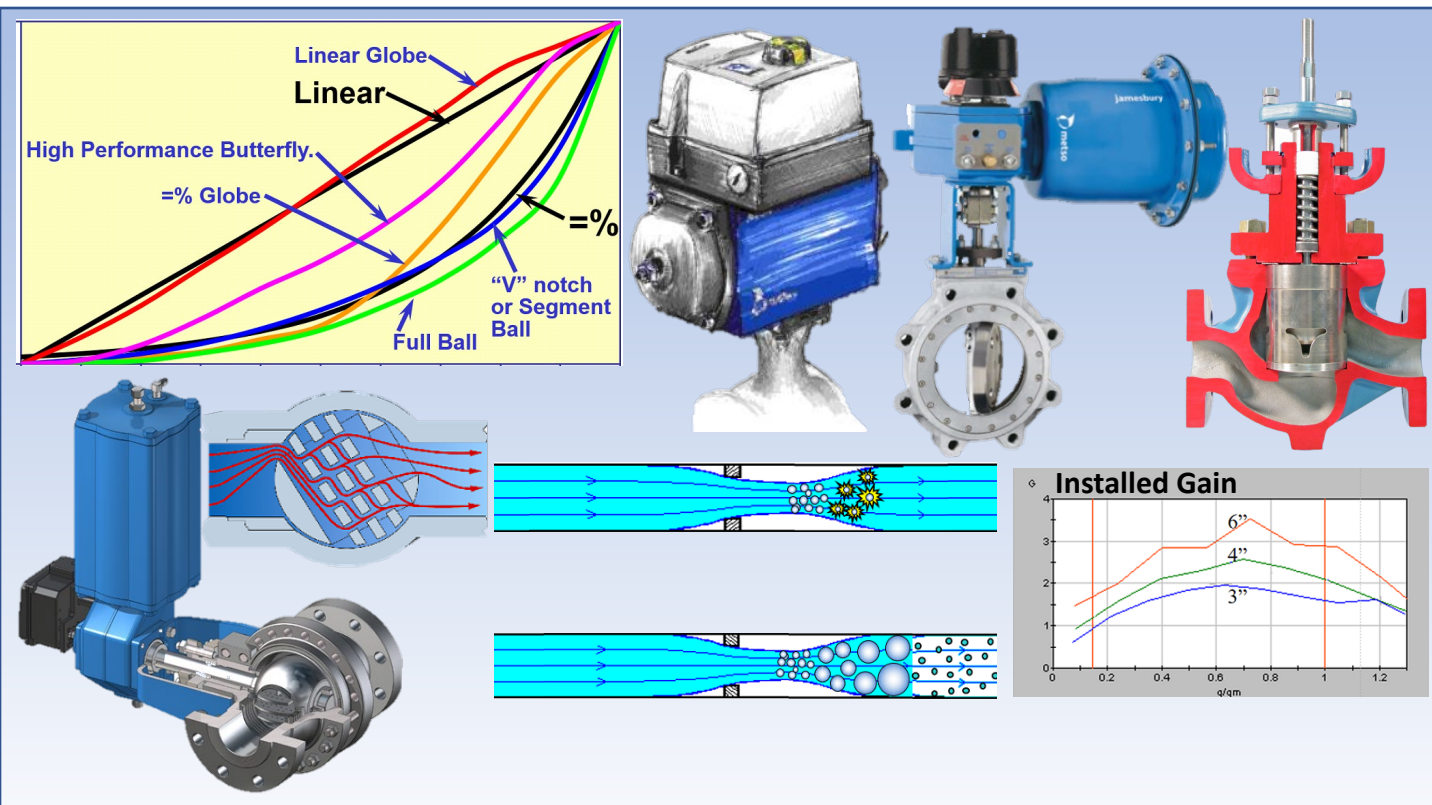 Linear Globe
Linear
High Performance Butterfly.
=% Globe
=%
“V” notch
or Segment
Ball
Full Ball
jamesbury
metso
G
Installed Gain
4
3
2
1
0
6”
4”
3”
0
0.2
0.4
0.6
0.8
1.0
1.2
q/qm